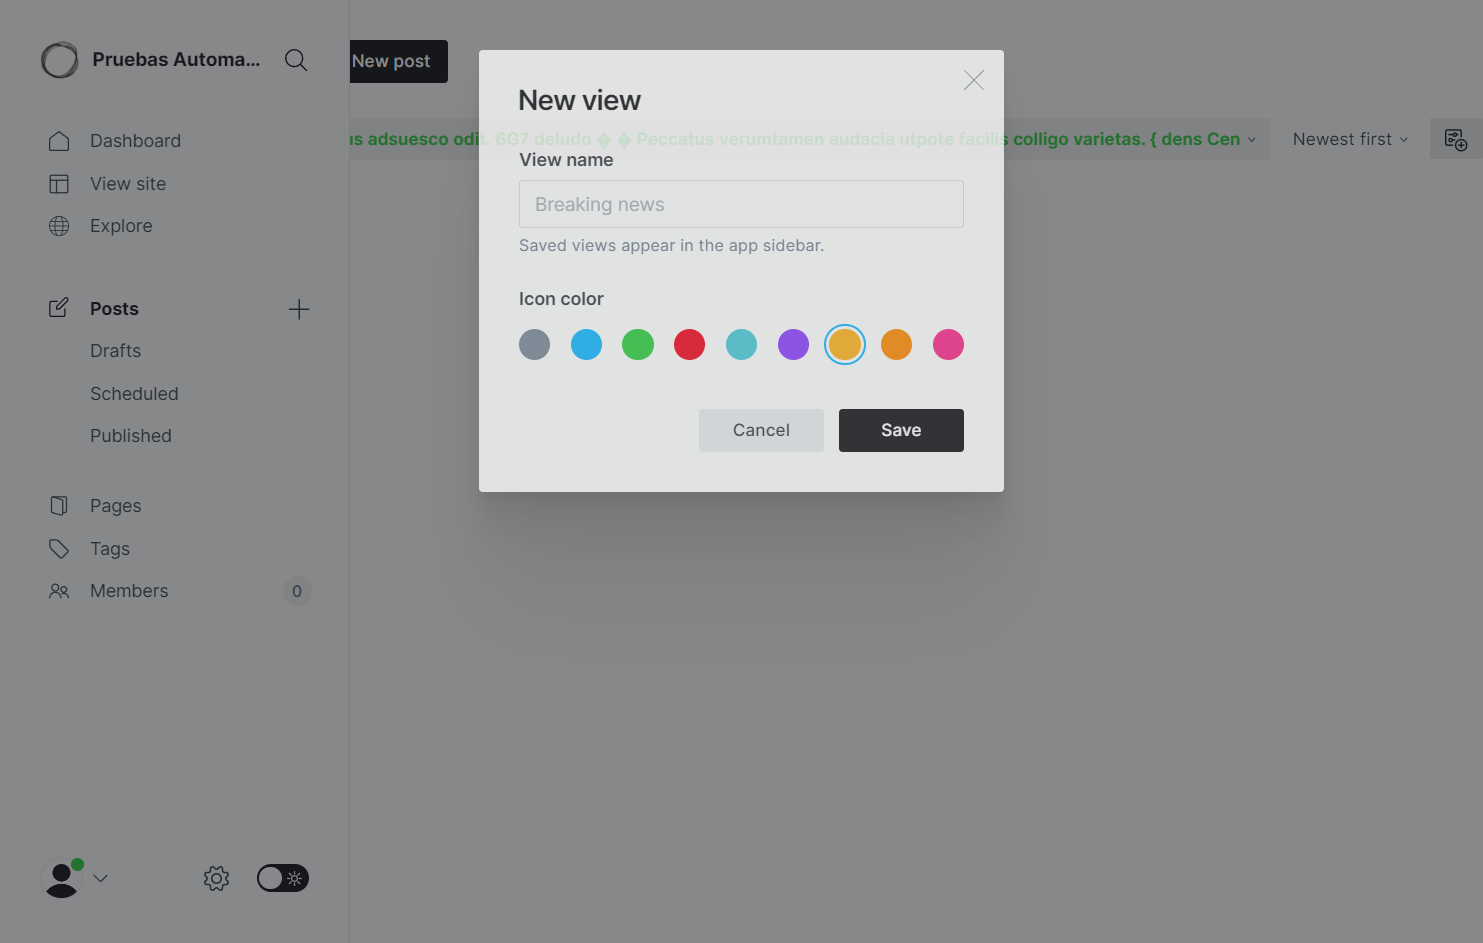 Pruebas Automa...
Dashboard
View site
Explore
Posts
Drafts
Scheduled
Published
Pages
Tags
Members
0
New post
us adsuesco odit. 6G7 deludo � � Peccatus verumtamen audacia utpote facilis colligo varietas. { dens Cen
Newest first
New view
View name
Breaking news
Saved views appear in the app sidebar.
Icon color
Cancel
Save